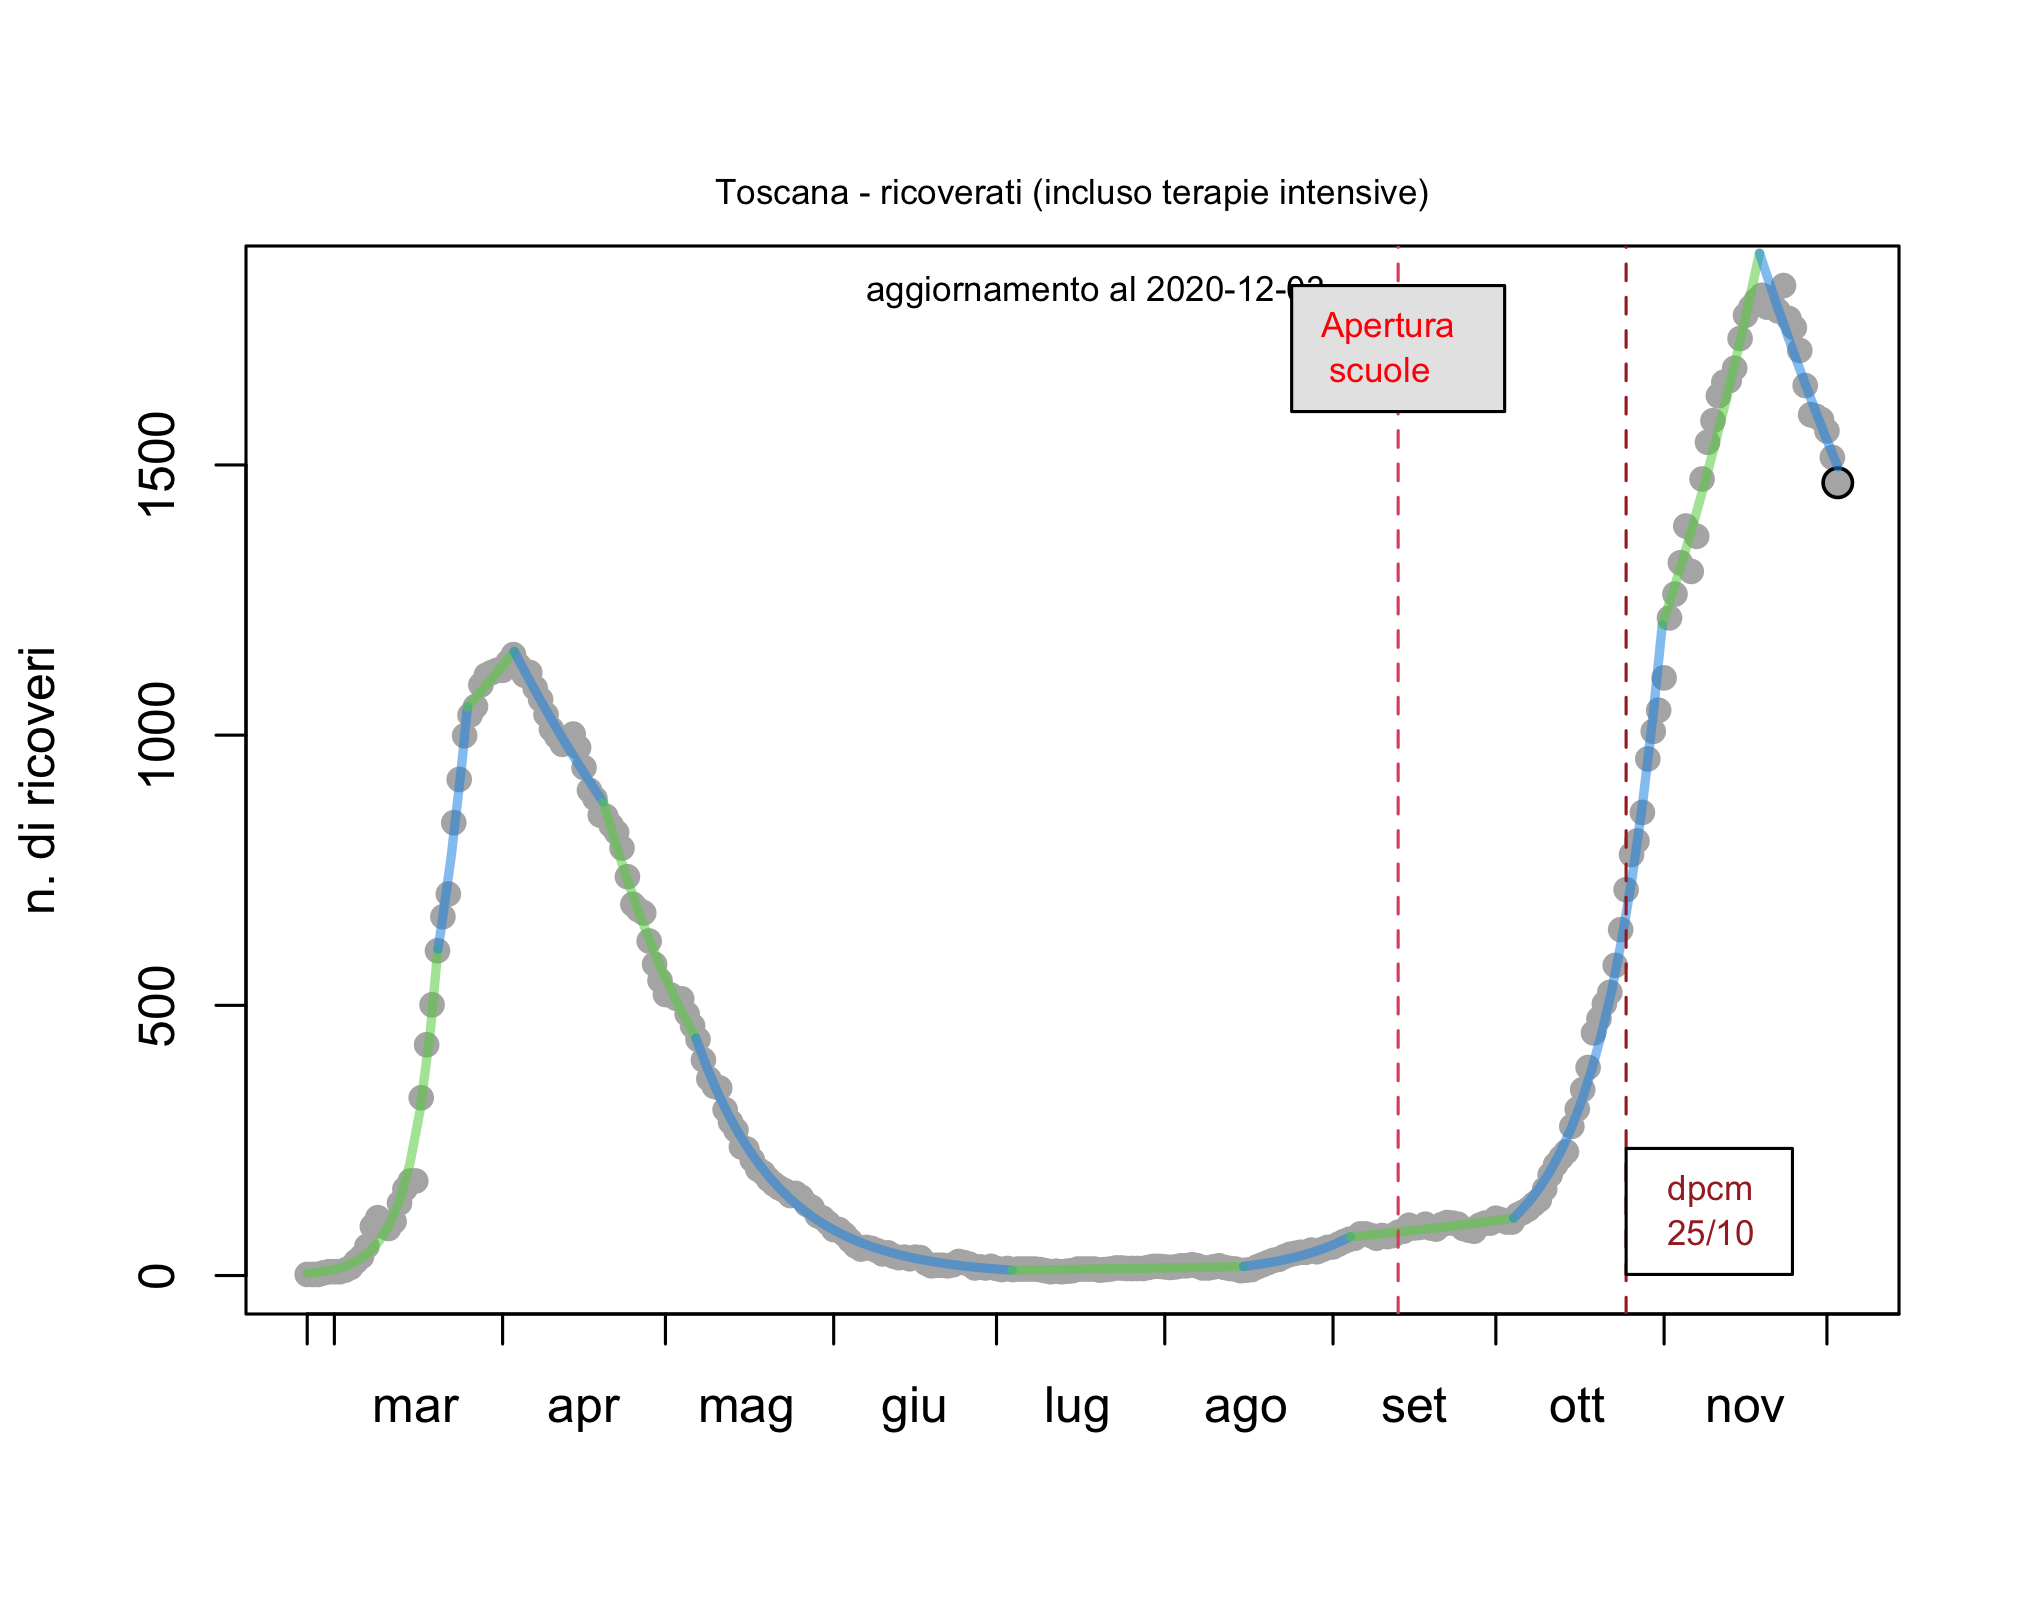 Toscana - ricoverati (incluso terapie intensive)
aggiornamento al 2020-12-03
Apertura
scuole
n. di ricoveri
1500
1000
500
0
dpcm
25/10
mar apr mag giu lug ago set ott nov